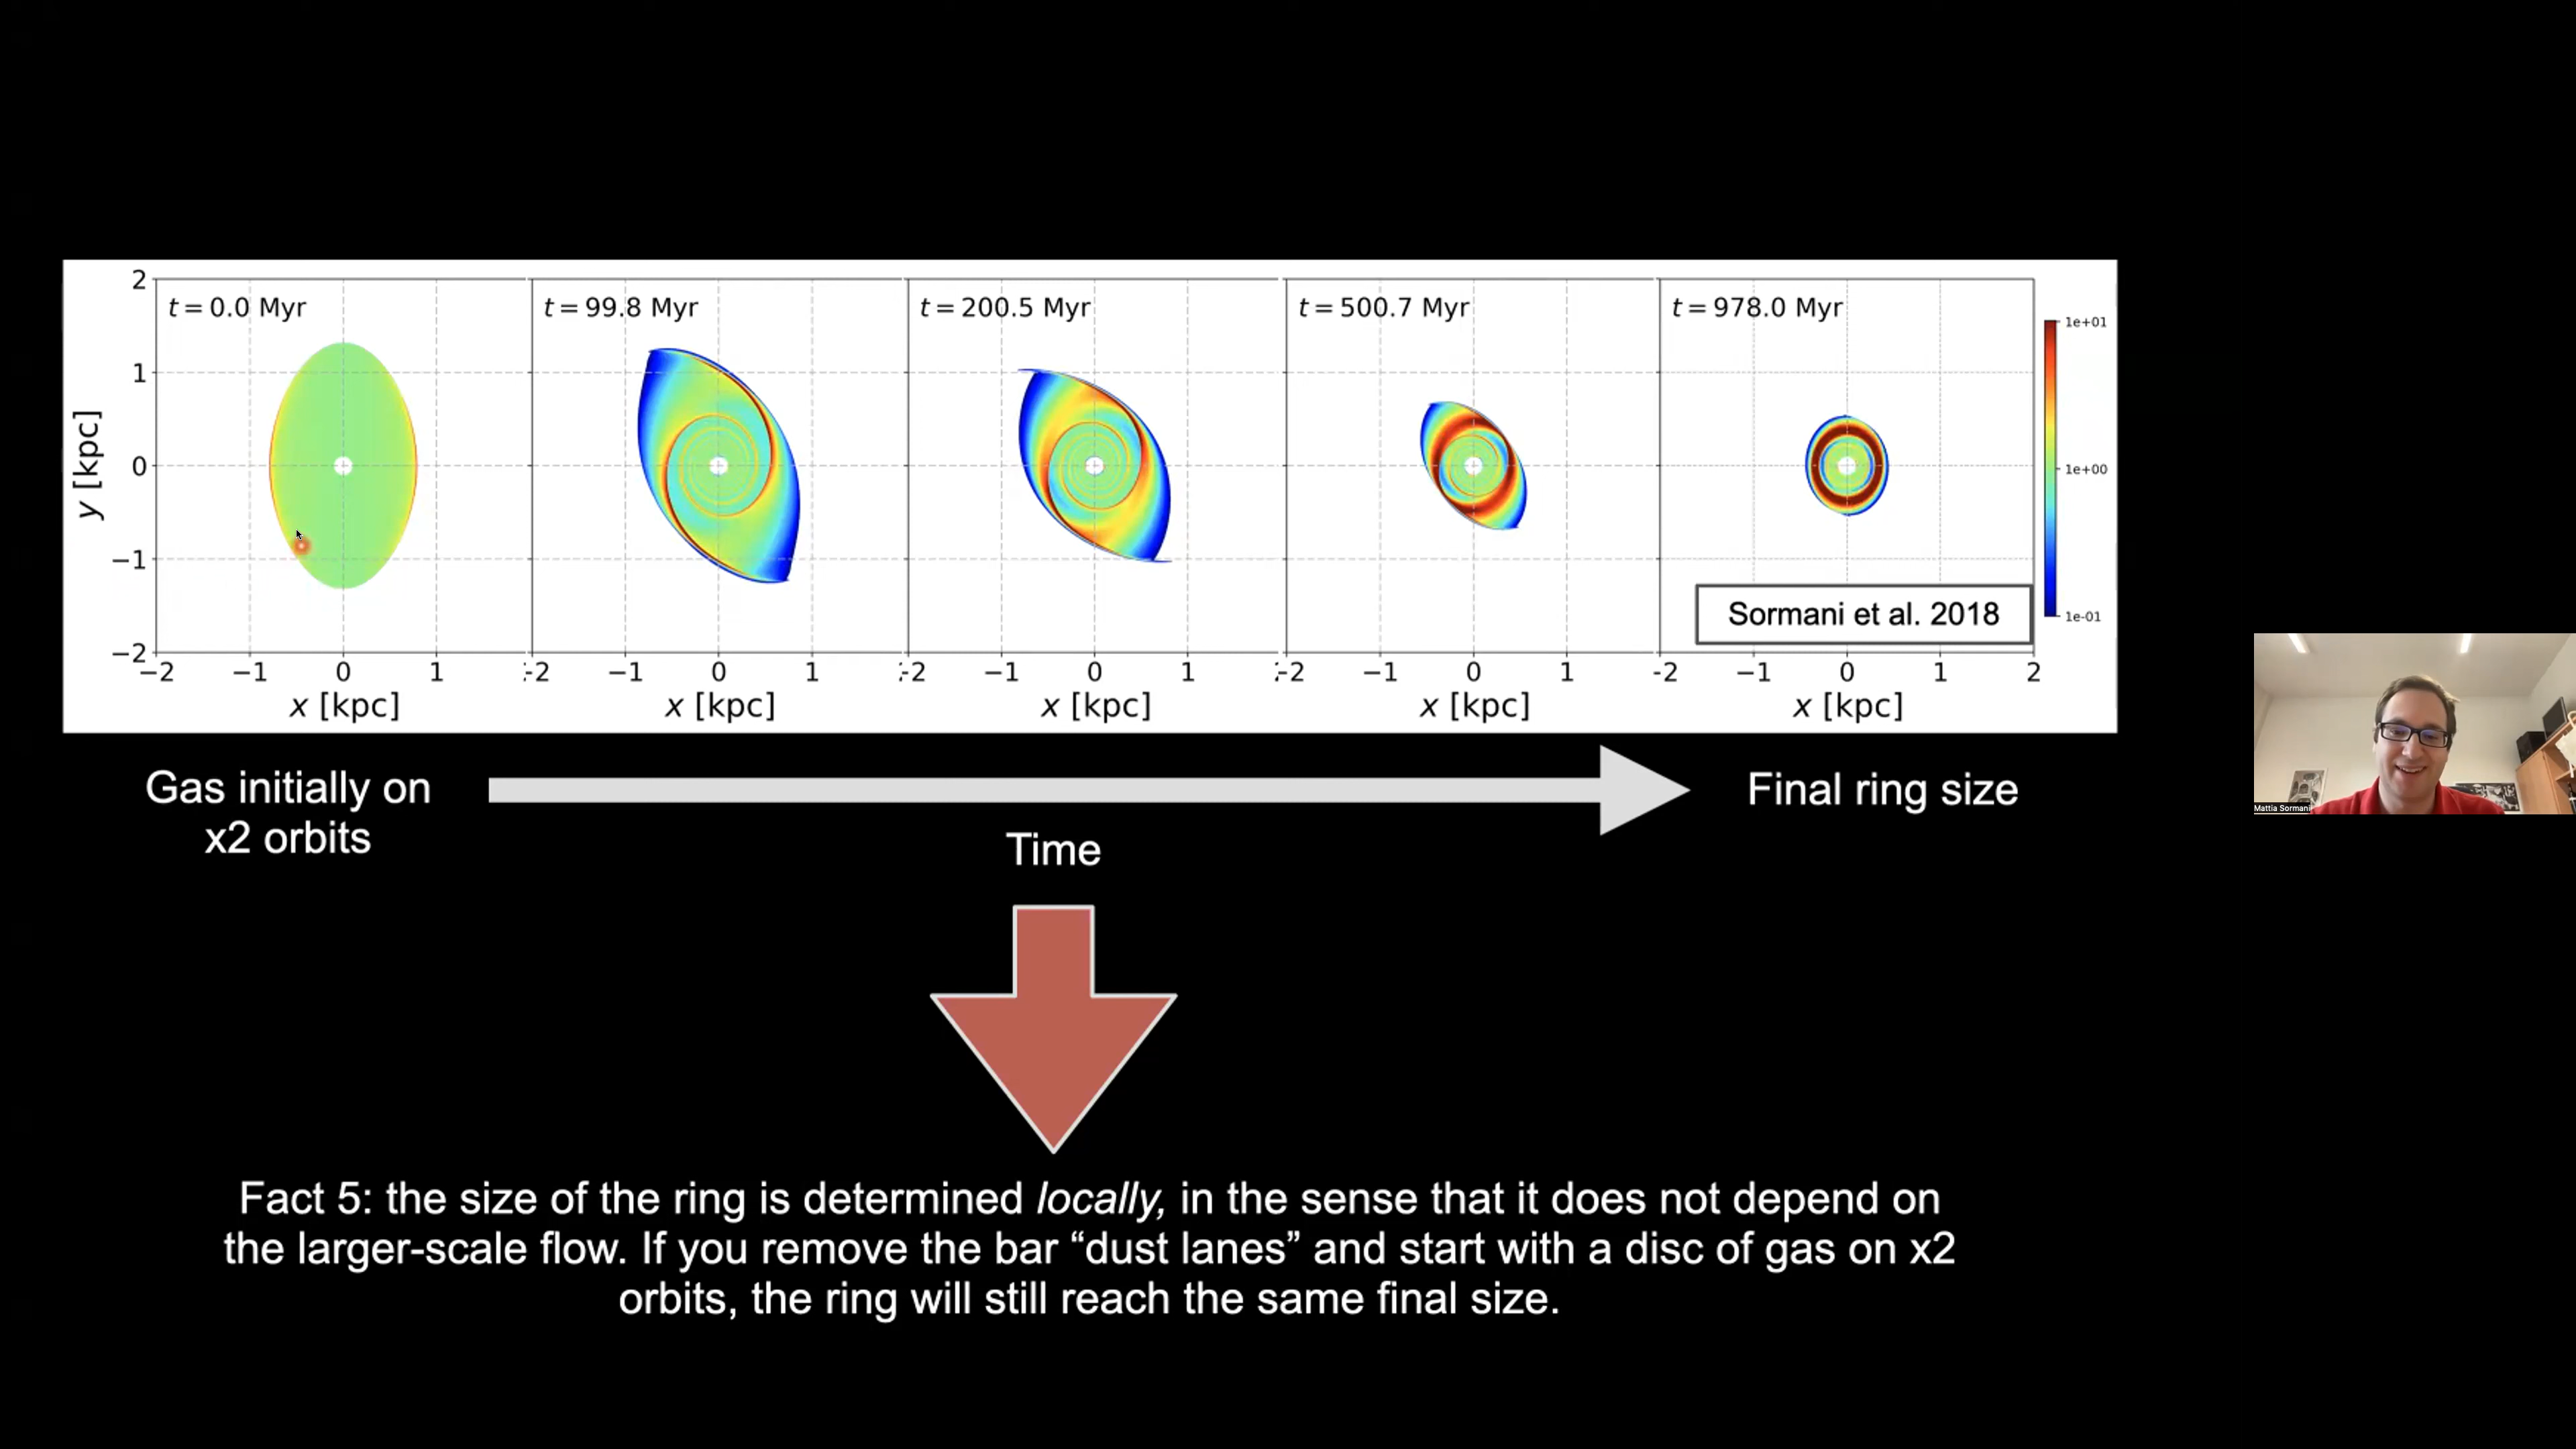 t = 0.0 Myr
t = 99.8 Myr
t = 200.5 Myr
t = 500.7 Myr
t = 978.0 Myr
2
1
0
−1
−2
y [kpc]
1e+01
1e+00
1e-01
Sormani et al. 2018
−2 −1 0 1
-2 −1 0 1
-2 −1 0 1
-2 −1 0 1
-2 −1 0 1 2
x [kpc]
x [kpc]
x [kpc]
x [kpc]
x [kpc]
Mattia Sormani
Gas initially on
x2 orbits
Time
Final ring size
Fact 5: the size of the ring is determined locally, in the sense that it does not depend on
the larger-scale flow. If you remove the bar “dust lanes” and start with a disc of gas on x2
orbits, the ring will still reach the same final size.